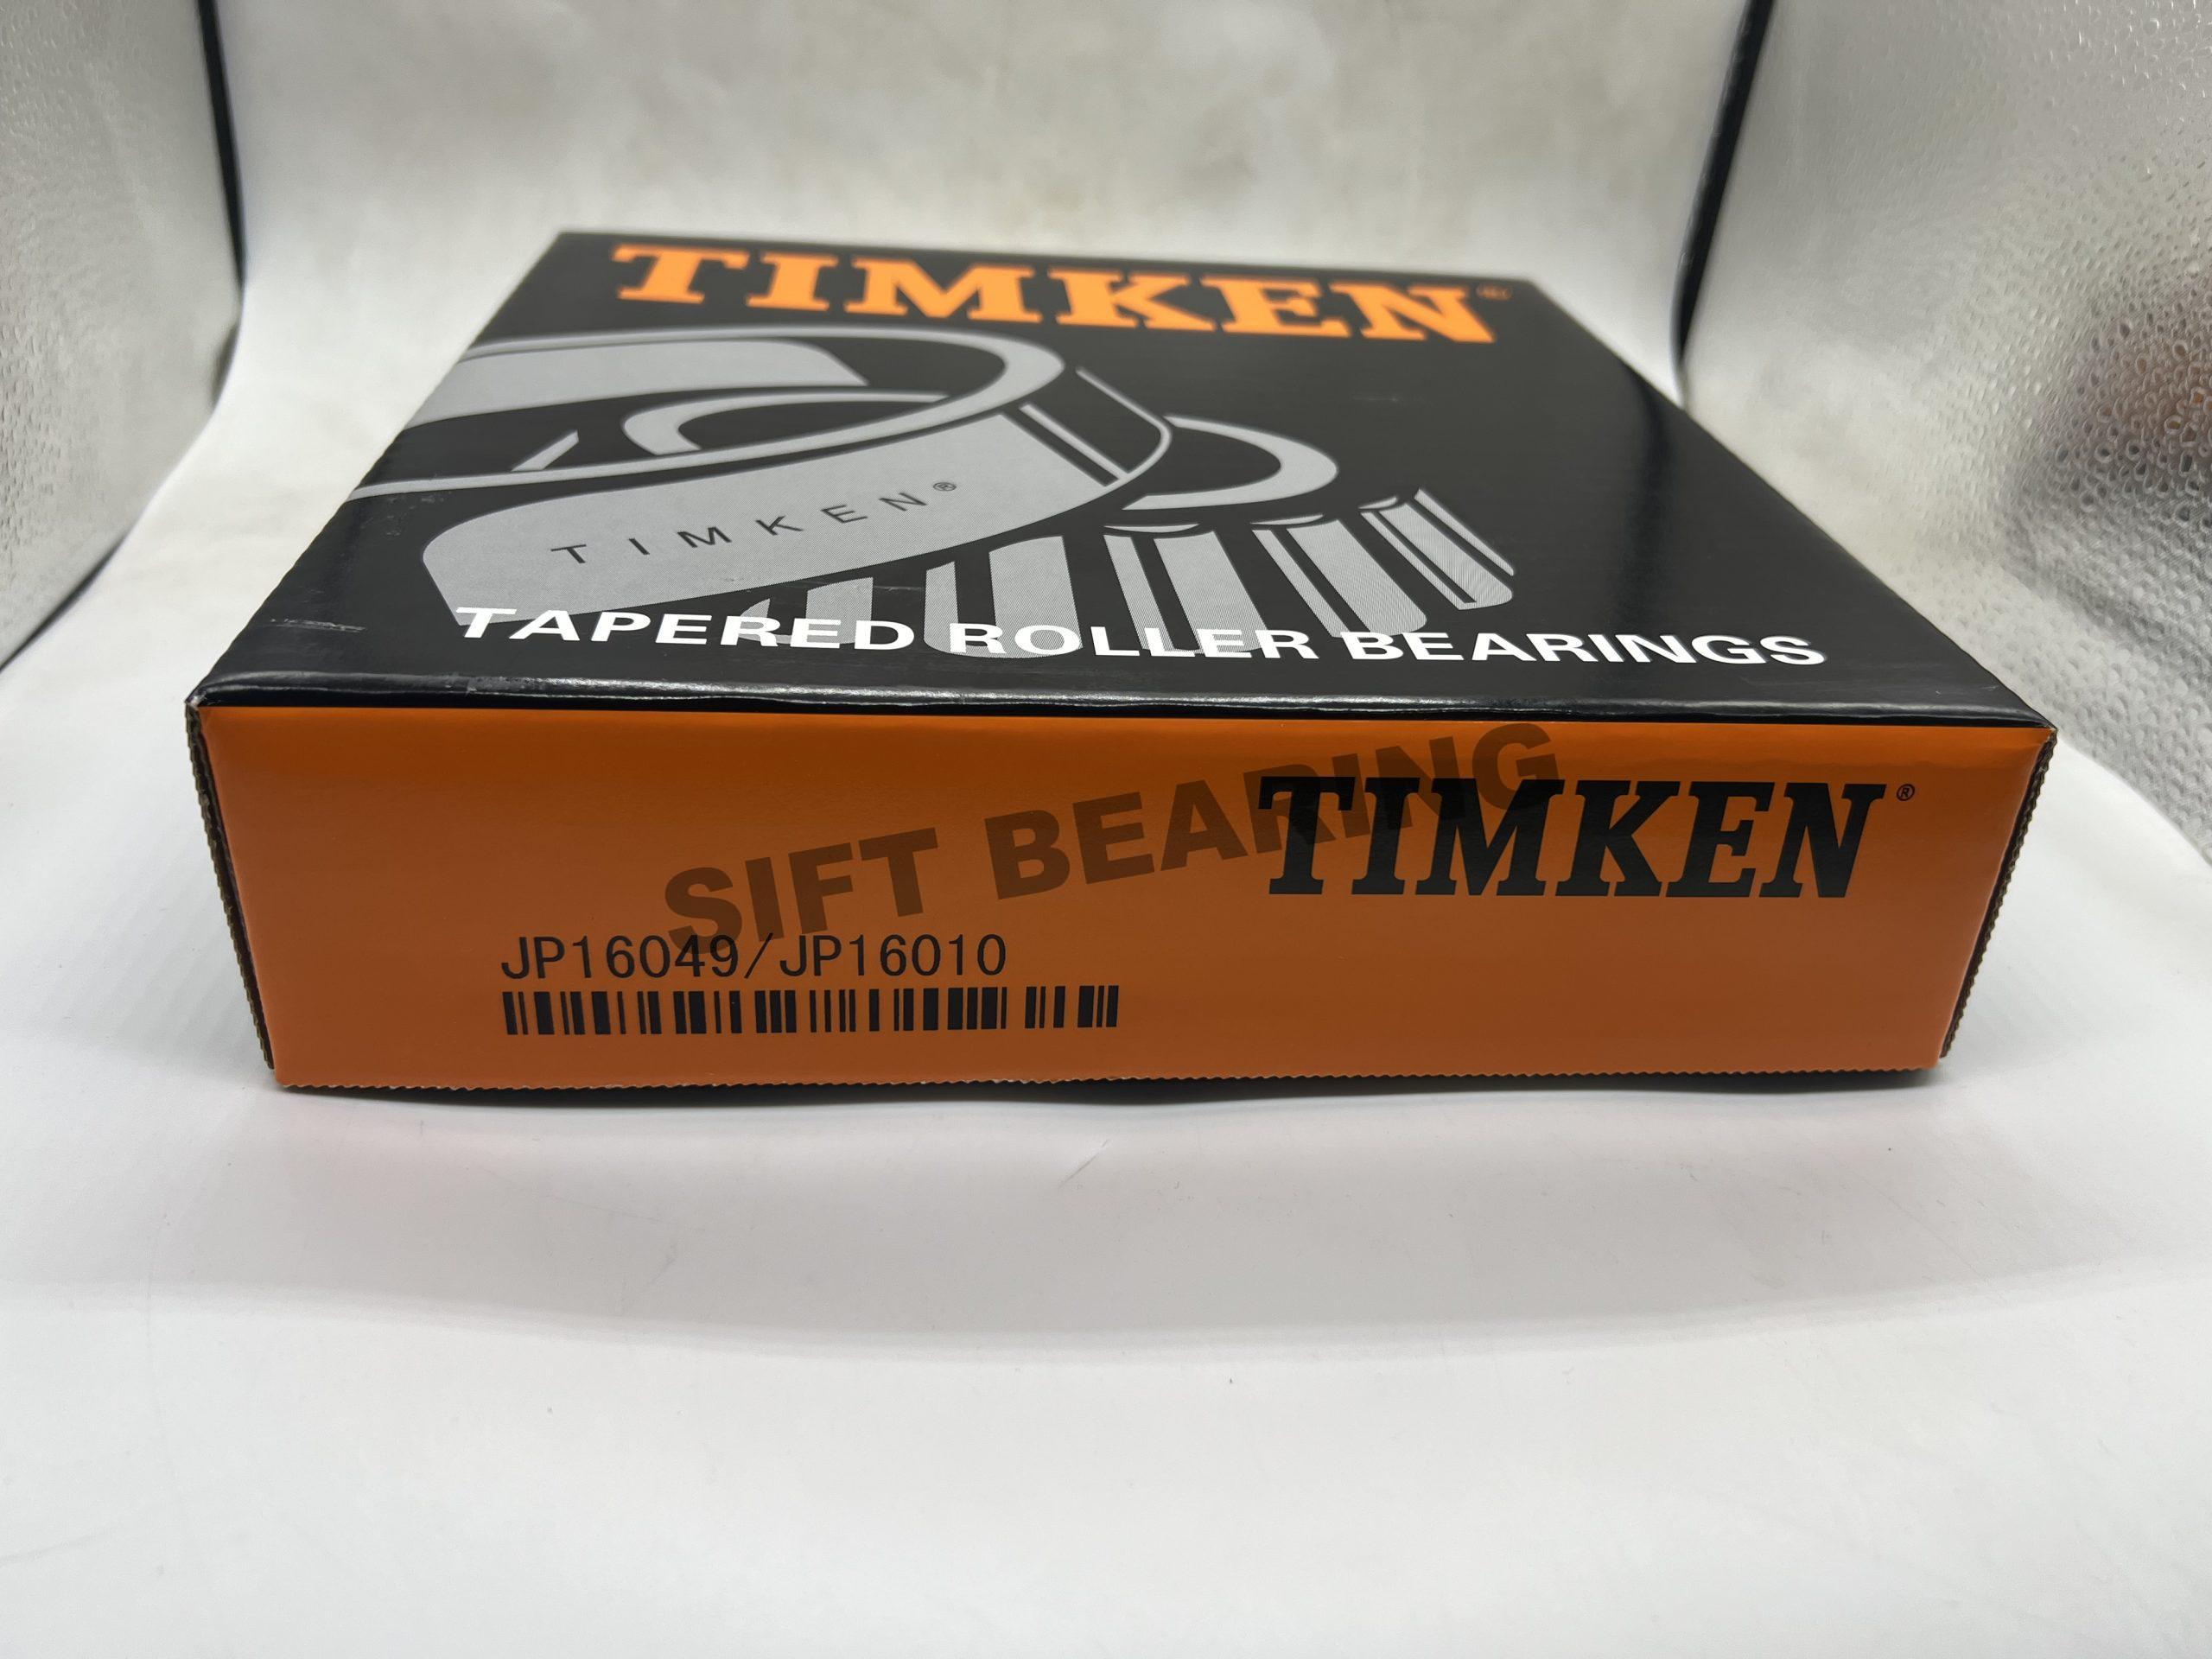 TIMKEN®
TIMKEN®
TAPERED ROLLER BEARINGS
SIFT BEARING
TIMKEN®
JP16049/JP16010